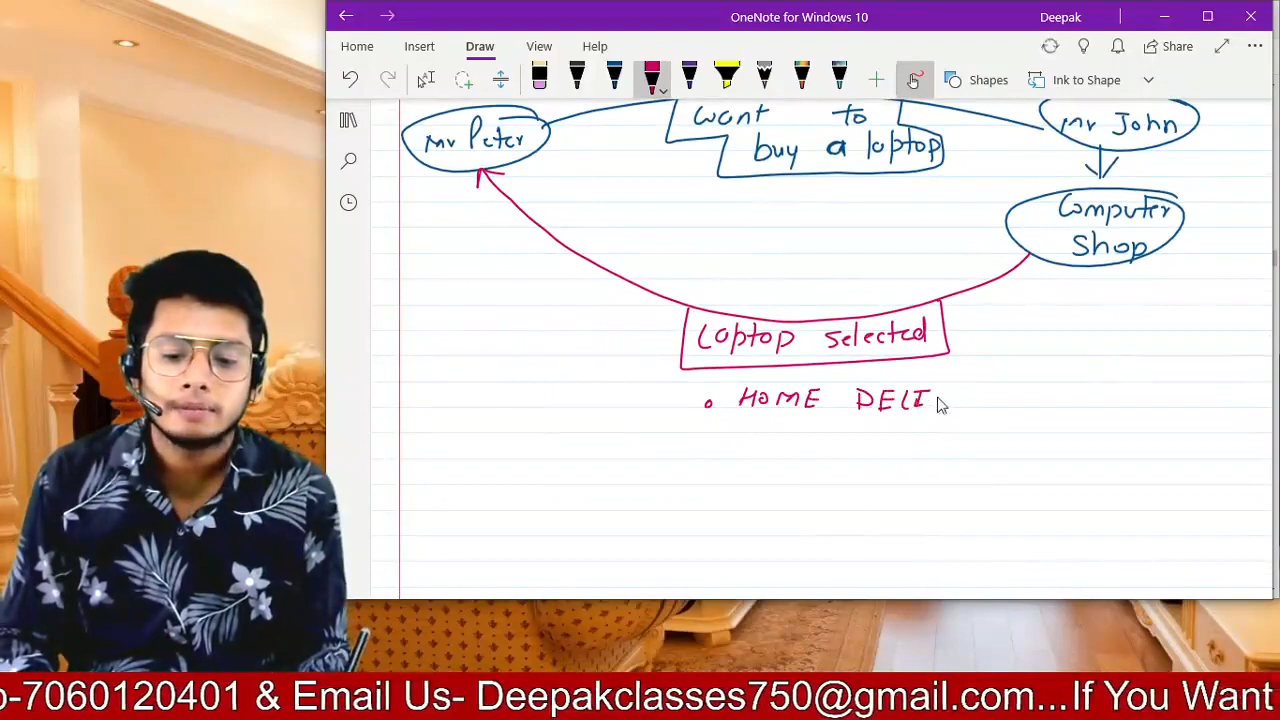 OneNote for Windows 10
Deepak
Home Insert Draw View Help
Share
Shapes
Ink to Shape
want to
buy a laptop
Mr Peter
Mr John
Computer
Shop
Laptop selected
• HOME DELI
o-7060120401 & Email Us- Deepakclasses750@gmail.com...If You Want